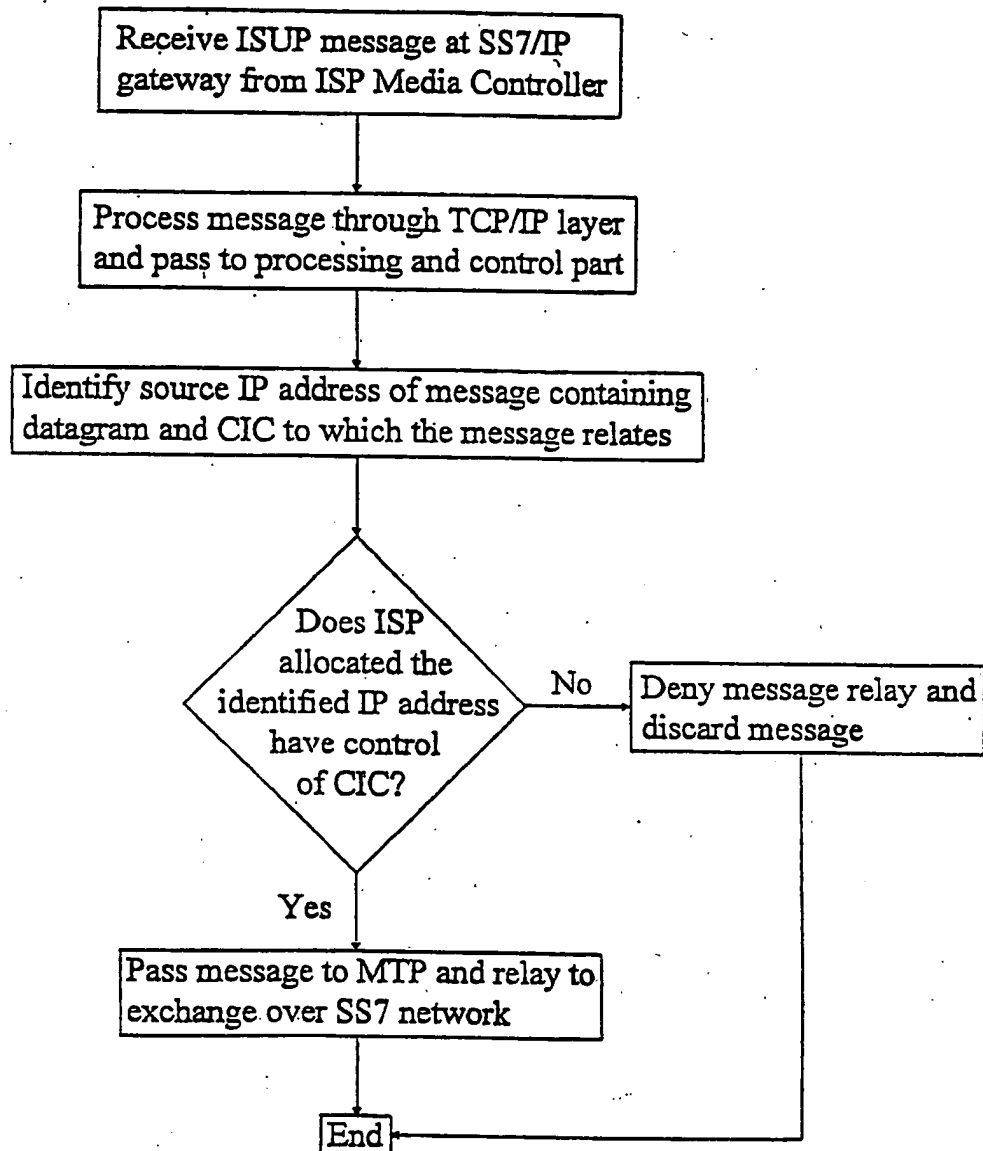 Receive ISUP message at SS7/IP
gateway from ISP Media Controller
Process message through TCP/IP layer
and pass to processing and control part
Identify source IP address of message containing
datagram and CIC to which the message relates
Does ISP
allocated the
identified IP address
have control
of CIC?
No
Deny message relay and
discard message
Yes
Pass message to MTP and relay to
exchange over SS7 network
End